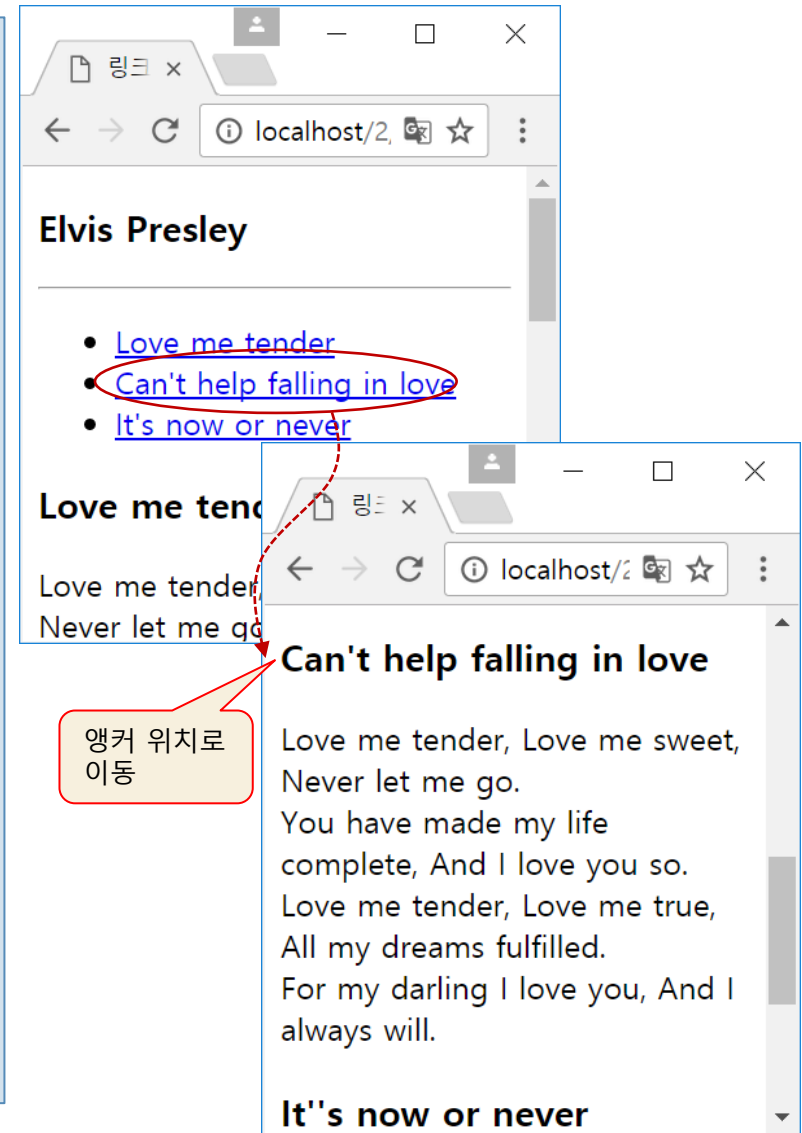 링크
localhost/2,
Elvis Presley
Love me tender
Can't help falling in love
It's now or never
Love me
Love me tender,
Never let me
링
localhost/2
앵커 위치로
이동
Can't help falling in love
Love me tender, Love me sweet,
Never let me go.
You have made my life
complete, And I love you so.
Love me tender, Love me true,
All my dreams fulfilled.
For my darling I love you, And I
always will.
It''s now or never